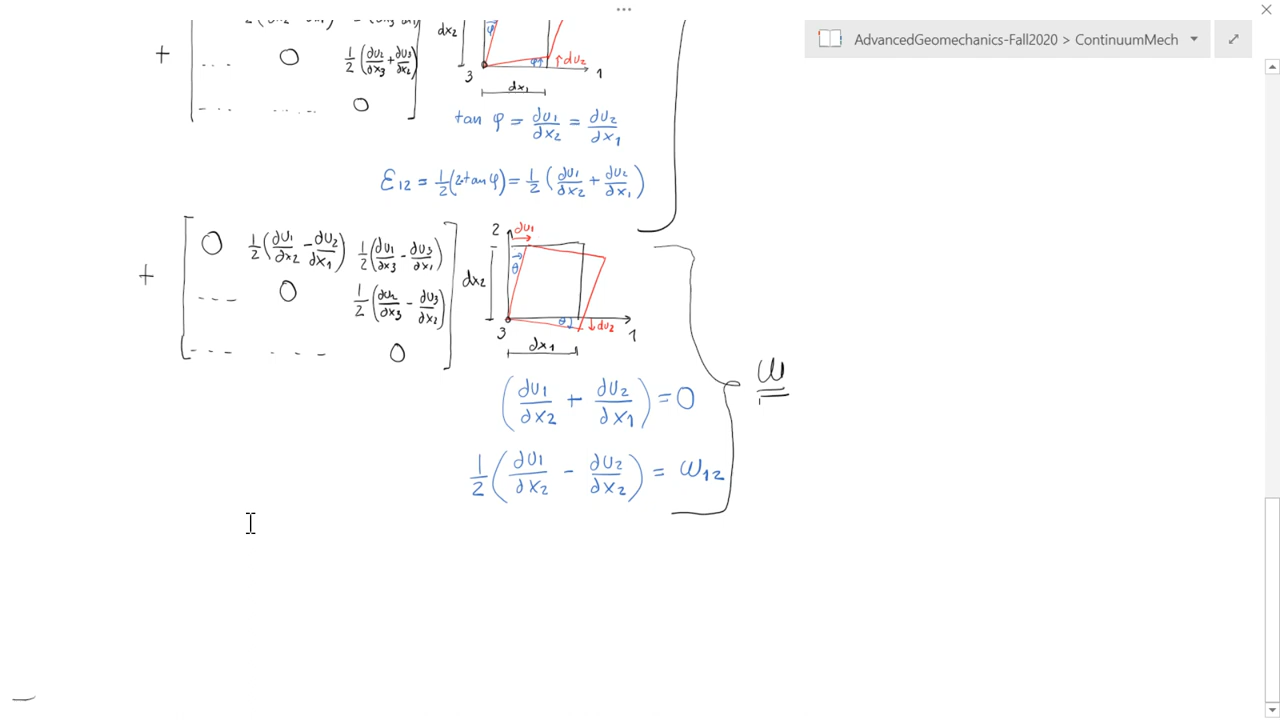 AdvancedGeomechanics-Fall2020 > ContinuumMech
dx2 φ φ ↑ du2
+ ... 0 1/2 (∂u2/∂x3 + ∂u3/∂x2)
3 1
... .... 0
dx1
tan φ = ∂u1/∂x2 = ∂u2/∂x1
ε12 = 1/2 (2tan φ) = 1/2 (∂u1/∂x2 + ∂u2/∂x1)
2 du1
0 1/2 (∂u1/∂x2 - ∂u2/∂x1) 1/2 (∂u1/∂x3 - ∂u3/∂x1)
+ --- 0 1/2 (∂u2/∂x3 - ∂u3/∂x2)
dx2 θ
θ ↓ du2
3 1
--- --- 0
dx1
ω
(∂u1/∂x2 + ∂u2/∂x1) = 0
1/2 (∂u1/∂x2 - ∂u2/∂x2) = ω12